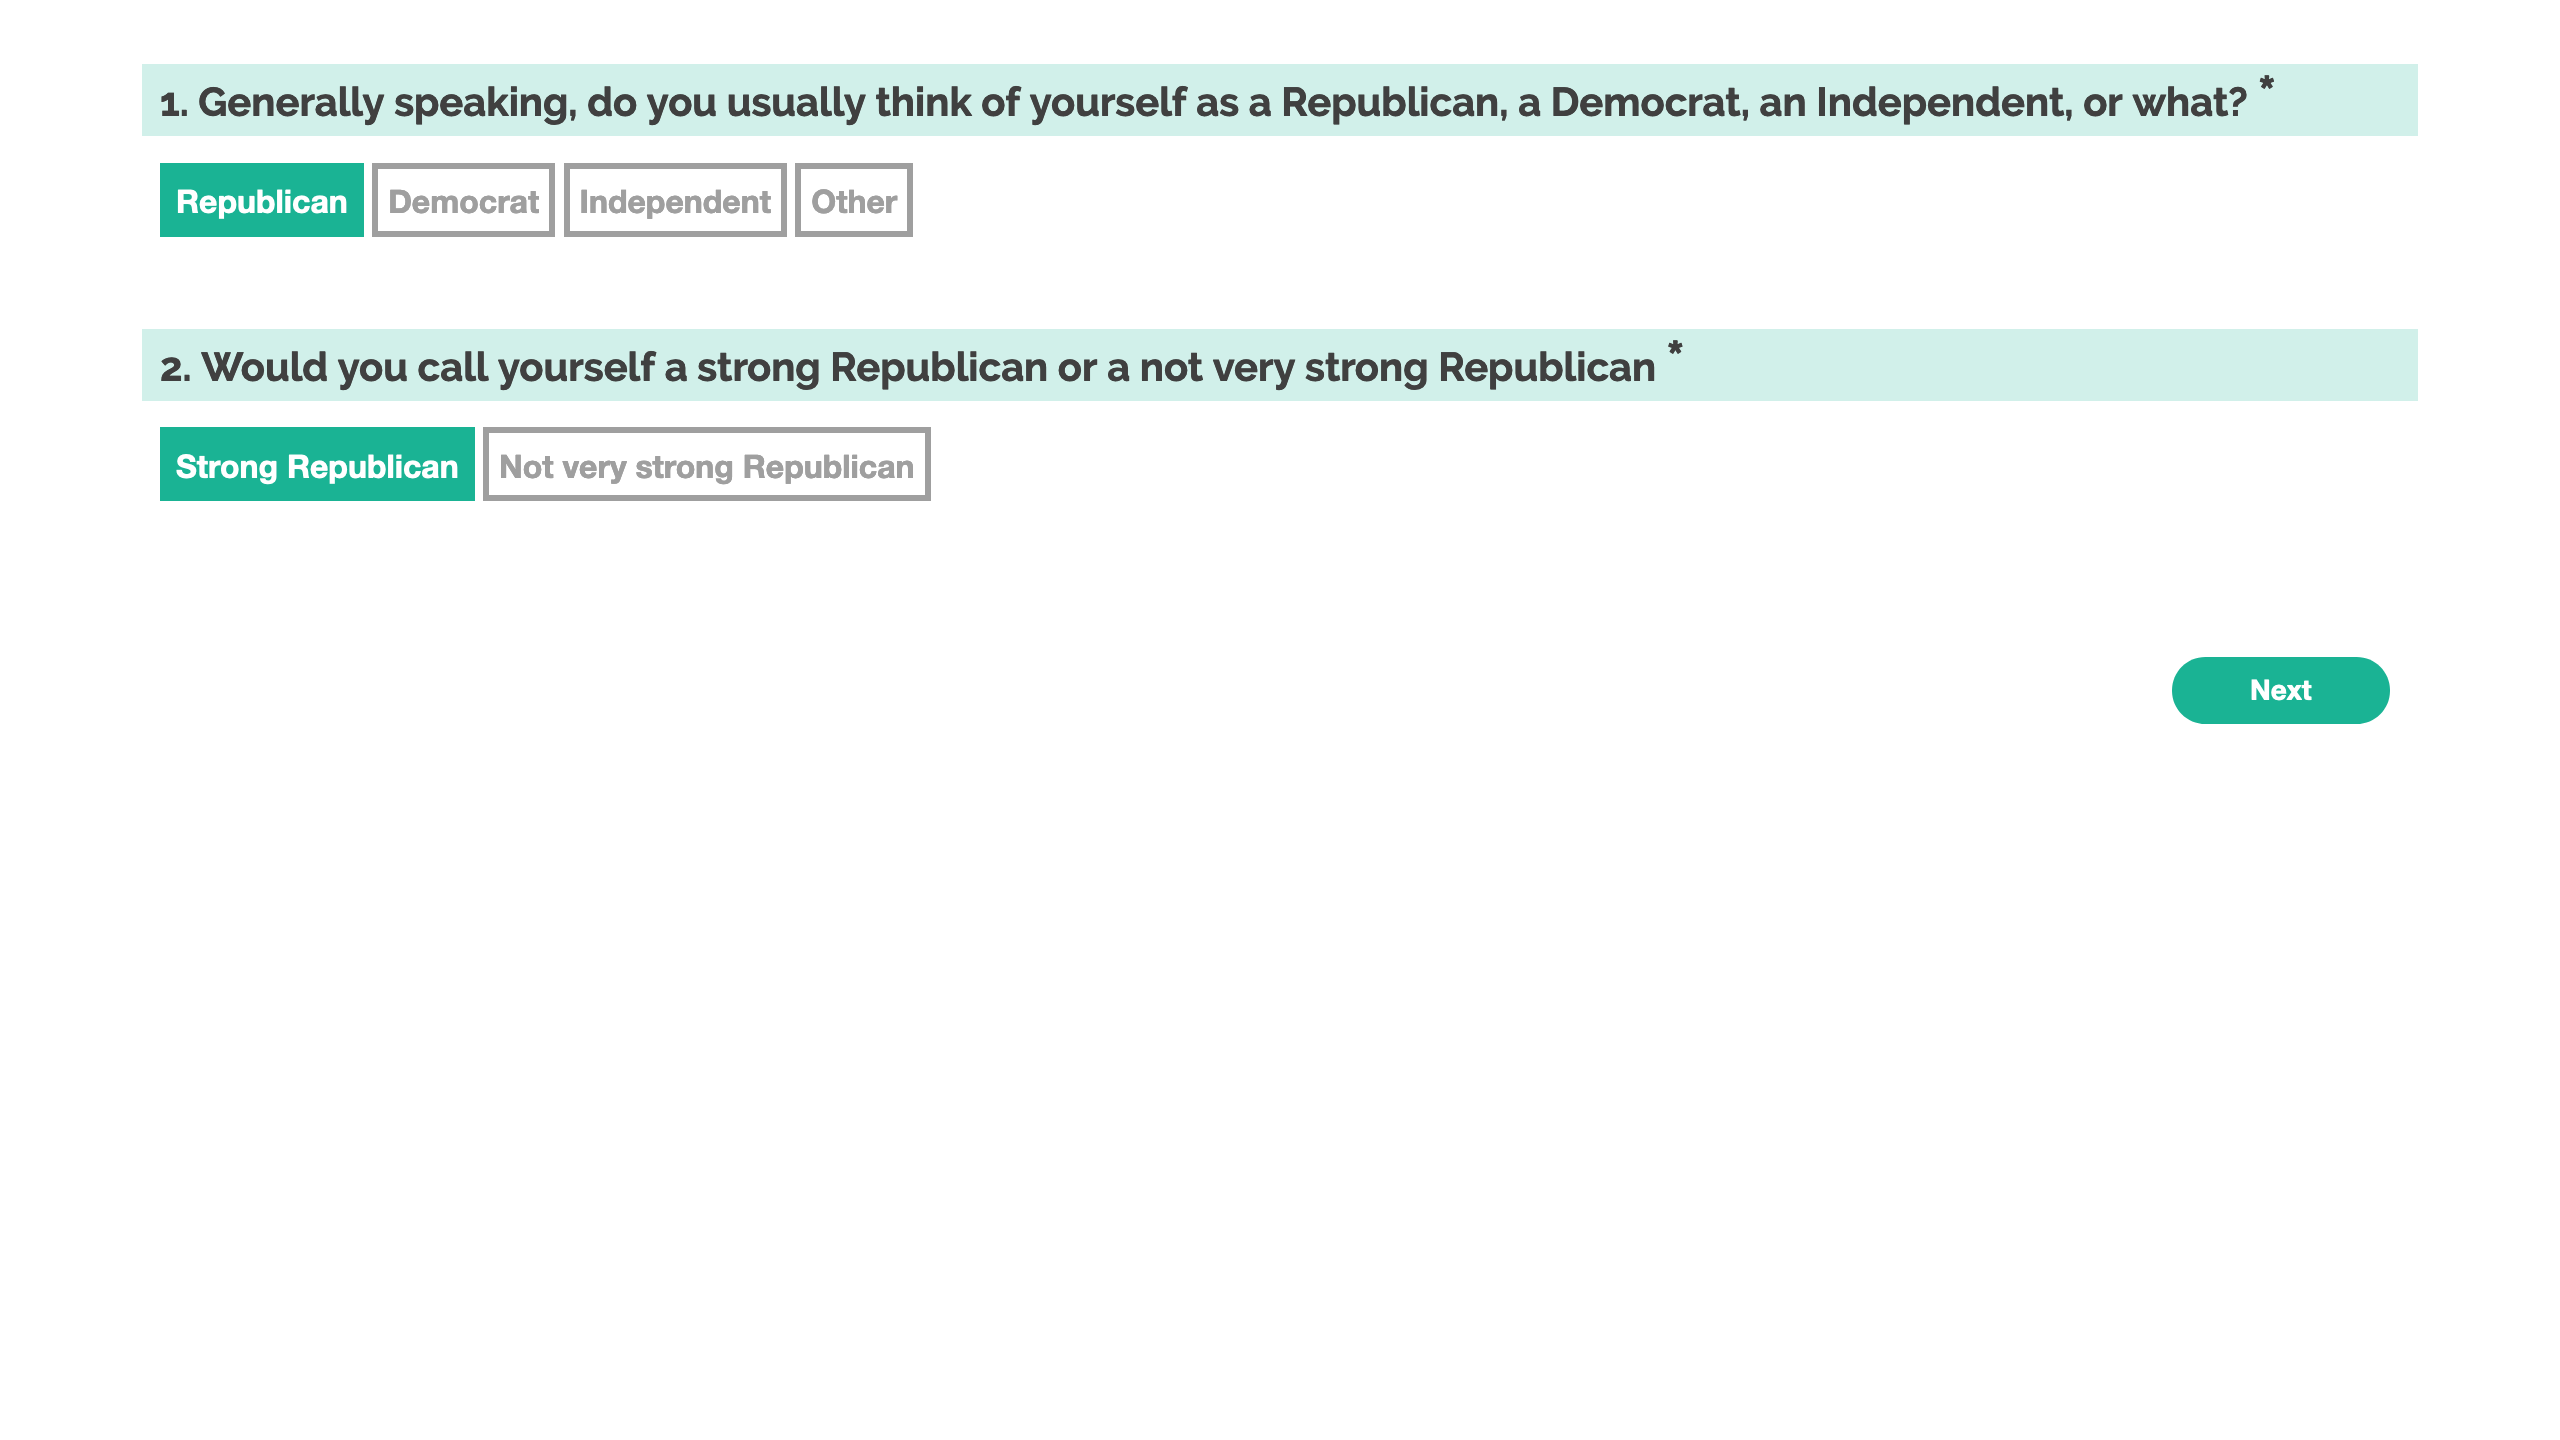 1. Generally speaking, do you usually think of yourself as a Republican, a Democrat, an Independent, or what? *
Republican Democrat Independent Other
2. Would you call yourself a strong Republican or a not very strong Republican *
Strong Republican Not very strong Republican
Next